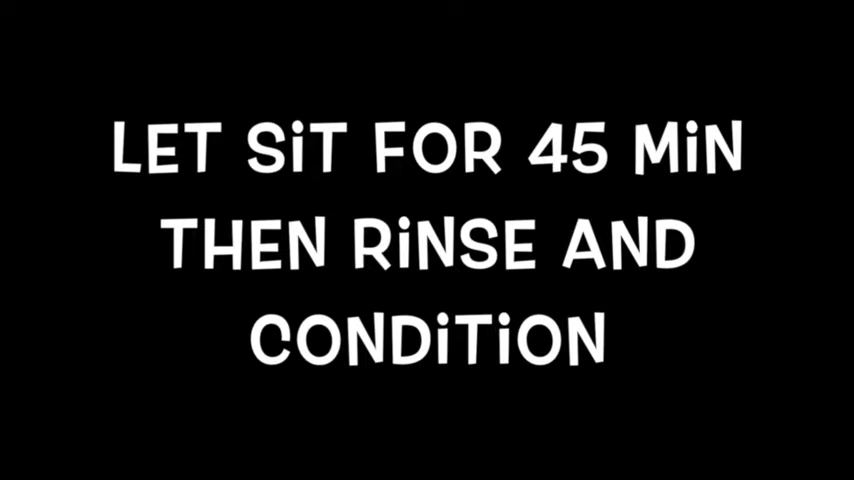 LET SiT FOR 45 MiN
THEN RiNSE AND
CONDiTiON